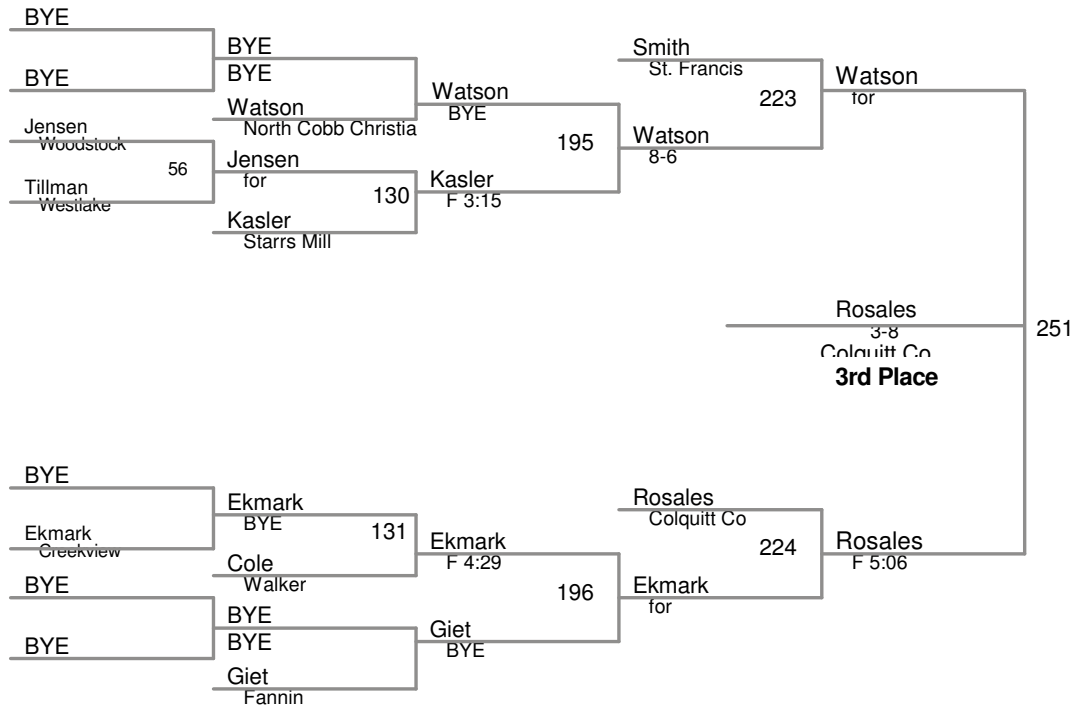 BYE
BYE
BYE
BYE
Watson
North Cobb Christia
Watson
BYE
Smith
St. Francis
223
Watson
for
Jensen
Woodstock
56
Tillman
Westlake
Jensen
for
130
Kasler
Starrs Mill
Kasler
F 3:15
195
Watson
8-6
Rosales
3-8
Colquitt Co
3rd Place
251
BYE
Ekmark
Creekview
Ekmark
BYE
131
Cole
Walker
Ekmark
F 4:29
Rosales
Colquitt Co
224
Rosales
F 5:06
BYE
BYE
BYE
BYE
Giet
Fannin
Giet
BYE
196
Ekmark
for